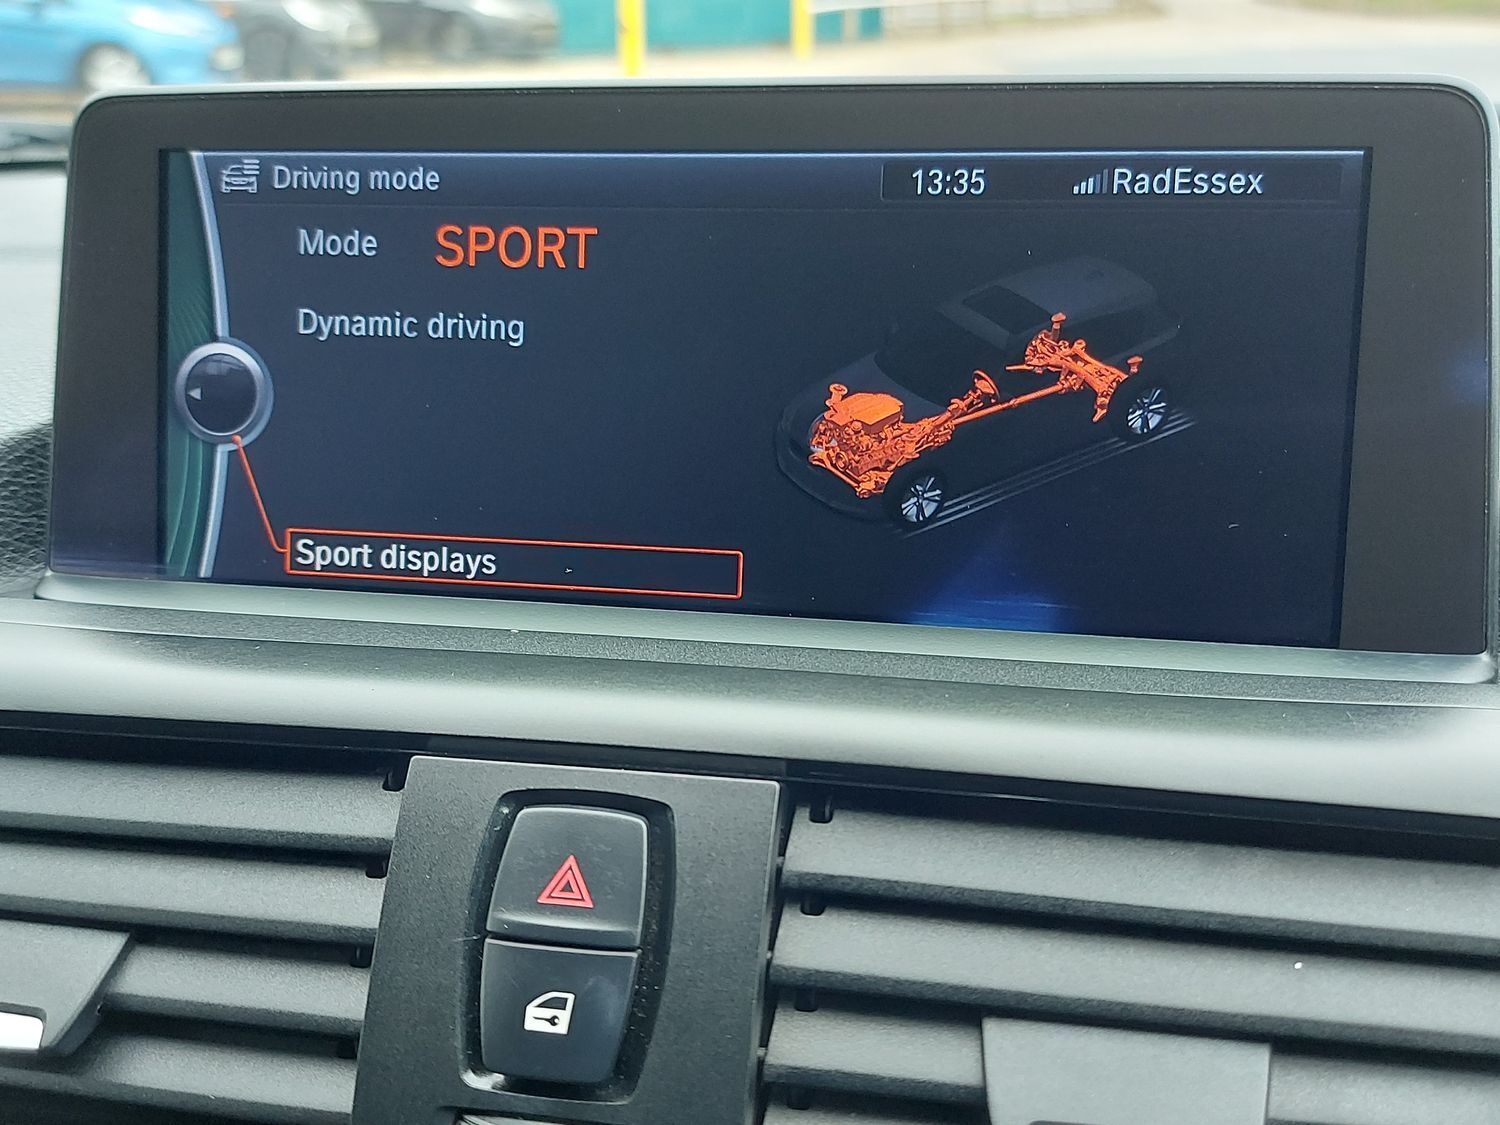 Driving mode
13:35
RadEssex
Mode SPORT
Dynamic driving
Sport displays